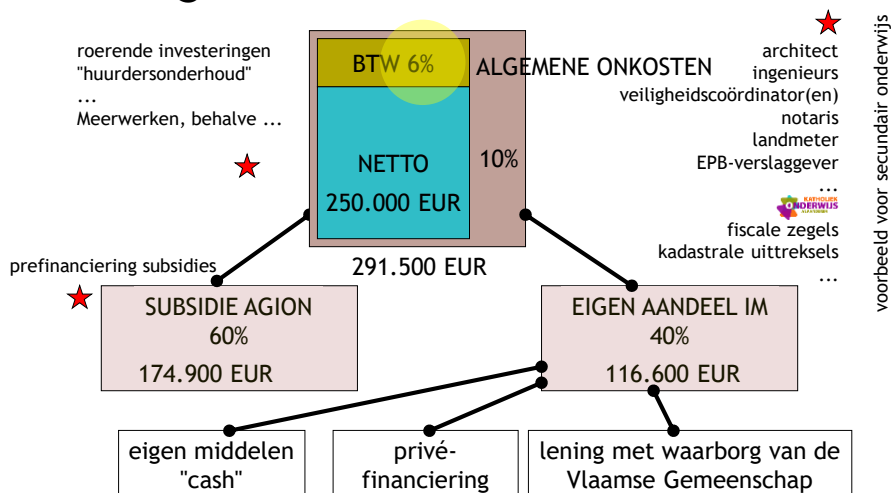 roerende investeringen
"huurdersonderhoud"
...
Meerwerken, behalve ...
BTW 6%
ALGEMENE ONKOSTEN
NETTO
250.000 EUR
10%
291.500 EUR
architect
ingenieurs
veiligheidscoördinator(en)
notaris
landmeter
EPB-verslaggever
...
KATHOLIEK
ONDERWIJS
VLAANDEREN
fiscale zegels
kadastrale uittreksels
...
voorbeeld voor secundair onderwijs
prefinanciering subsidies
SUBSIDIE AGION
60%
174.900 EUR
EIGEN AANDEEL IM
40%
116.600 EUR
eigen middelen
"cash"
privé-
financiering
lening met waarborg van de
Vlaamse Gemeenschap